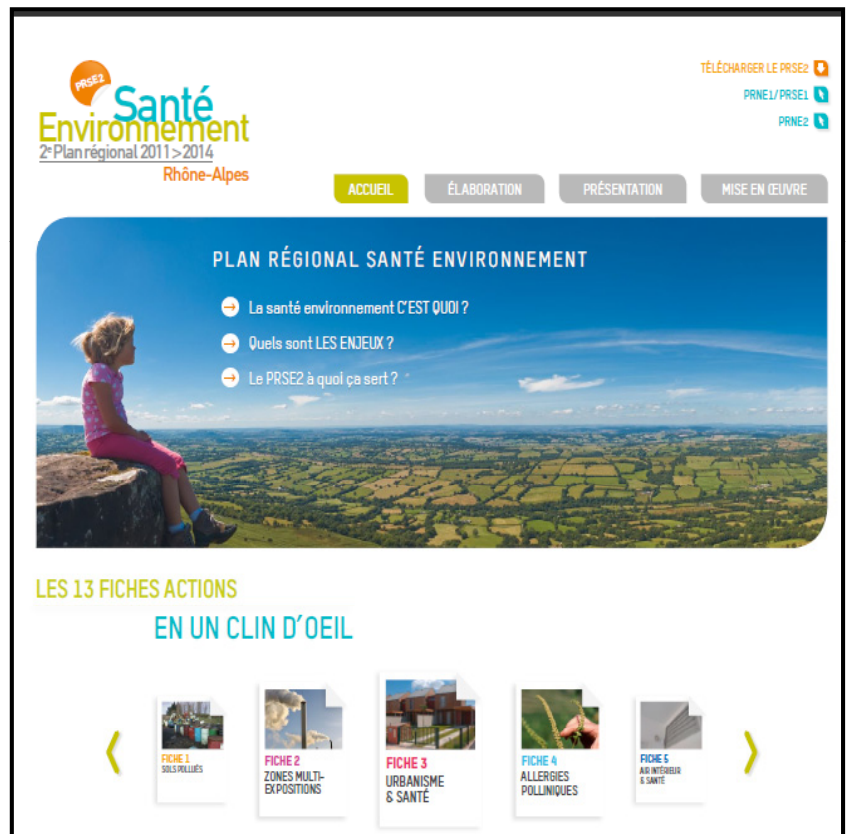 PRSE2
Santé
Environnement
2e Plan régional 2011>2014
Rhône-Alpes
TÉLÉCHARGER LE PRSE2
PRNE1/PRSE1
PRNE2
ACCUEIL
ÉLABORATION
PRÉSENTATION
MISE EN ŒUVRE
PLAN RÉGIONAL SANTÉ ENVIRONNEMENT
La santé environnement C'EST QUOI ?
Quels sont LES ENJEUX ?
Le PRSE2 à quoi ça sert ?
LES 13 FICHES ACTIONS
EN UN CLIN D'OEIL
FICHE 1
SOLS POLLUÉS
FICHE 2
ZONES MULTI-
EXPOSITIONS
FICHE 3
URBANISME
& SANTÉ
FICHE 4
ALLERGIES
POLLINIQUES
FICHE 5
AIR INTÉRIEUR
& SANTÉ